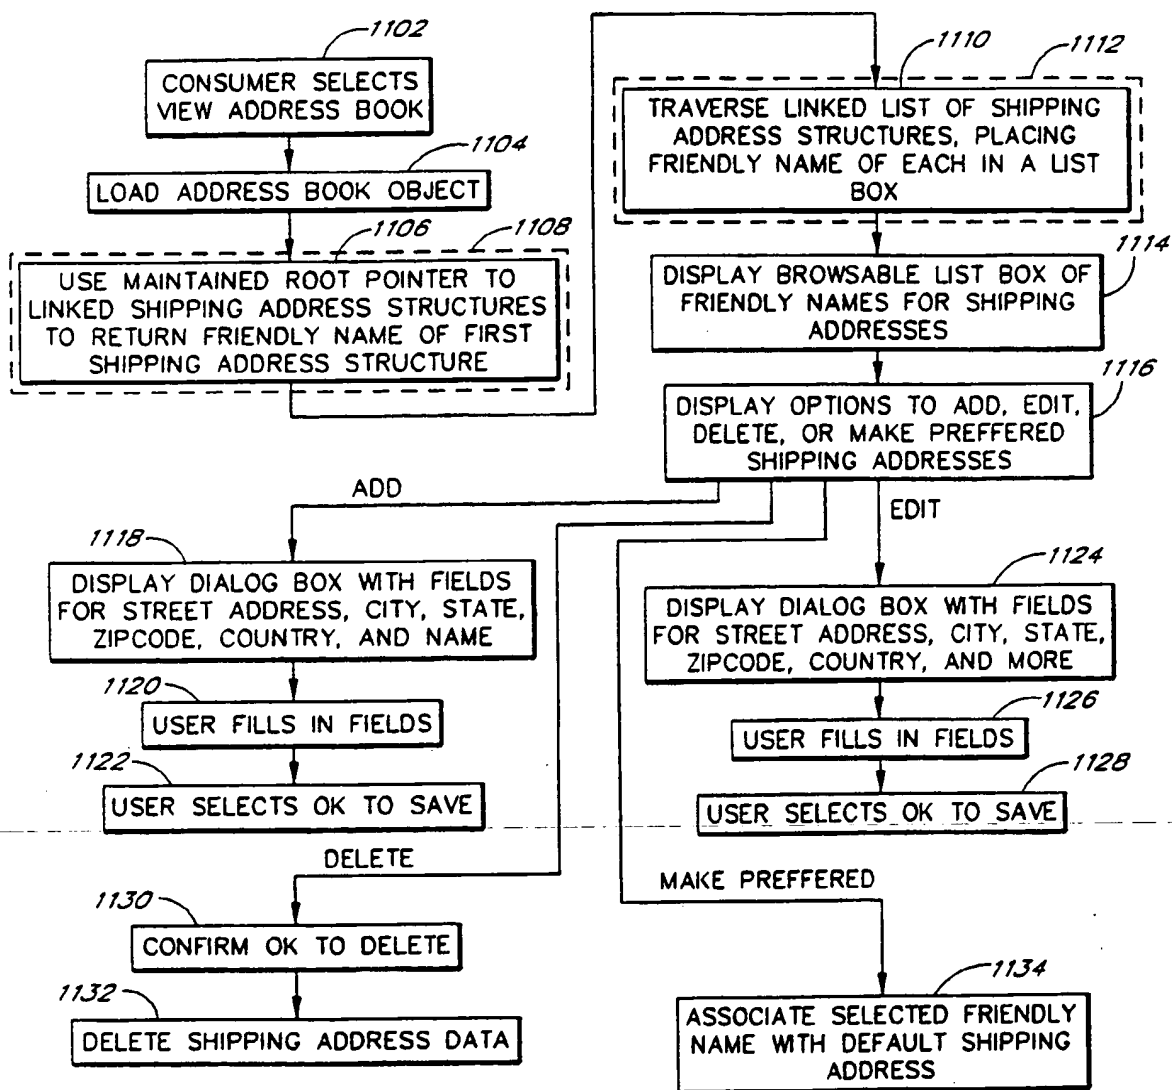 1102
CONSUMER SELECTS
VIEW ADDRESS BOOK
1104
LOAD ADDRESS BOOK OBJECT
1106
1108
USE MAINTAINED ROOT POINTER TO
LINKED SHIPPING ADDRESS STRUCTURES
TO RETURN FRIENDLY NAME OF FIRST
SHIPPING ADDRESS STRUCTURE
1110
1112
TRAVERSE LINKED LIST OF SHIPPING
ADDRESS STRUCTURES, PLACING
FRIENDLY NAME OF EACH IN A LIST
BOX
1114
DISPLAY BROWSABLE LIST BOX OF
FRIENDLY NAMES FOR SHIPPING
ADDRESSES
1116
DISPLAY OPTIONS TO ADD, EDIT,
DELETE, OR MAKE PREFFERED
SHIPPING ADDRESSES
ADD
EDIT
1118
DISPLAY DIALOG BOX WITH FIELDS
FOR STREET ADDRESS, CITY, STATE,
ZIPCODE, COUNTRY, AND NAME
1120
USER FILLS IN FIELDS
1122
USER SELECTS OK TO SAVE
1124
DISPLAY DIALOG BOX WITH FIELDS
FOR STREET ADDRESS, CITY, STATE,
ZIPCODE, COUNTRY, AND MORE
1126
USER FILLS IN FIELDS
1128
USER SELECTS OK TO SAVE
DELETE
1130
CONFIRM OK TO DELETE
1132
DELETE SHIPPING ADDRESS DATA
MAKE PREFFERED
1134
ASSOCIATE SELECTED FRIENDLY
NAME WITH DEFAULT SHIPPING
ADDRESS